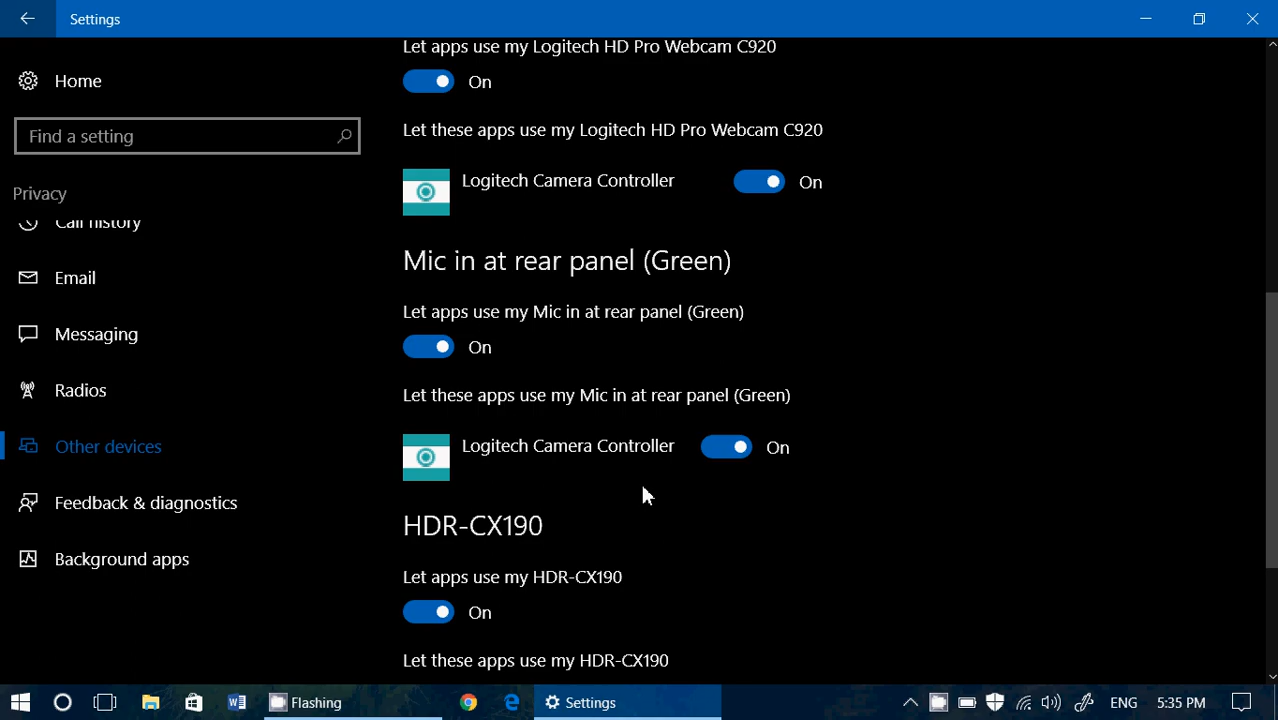 Settings
Home
Find a setting
Privacy
Call history
Email
Messaging
Radios
Other devices
Feedback & diagnostics
Background apps
Let apps use my Logitech HD Pro Webcam C920
On
Let these apps use my Logitech HD Pro Webcam C920
Logitech Camera Controller On
Mic in at rear panel (Green)
Let apps use my Mic in at rear panel (Green)
On
Let these apps use my Mic in at rear panel (Green)
Logitech Camera Controller On
HDR-CX190
Let apps use my HDR-CX190
On
Let these apps use my HDR-CX190
Flashing Settings ENG 5:35 PM